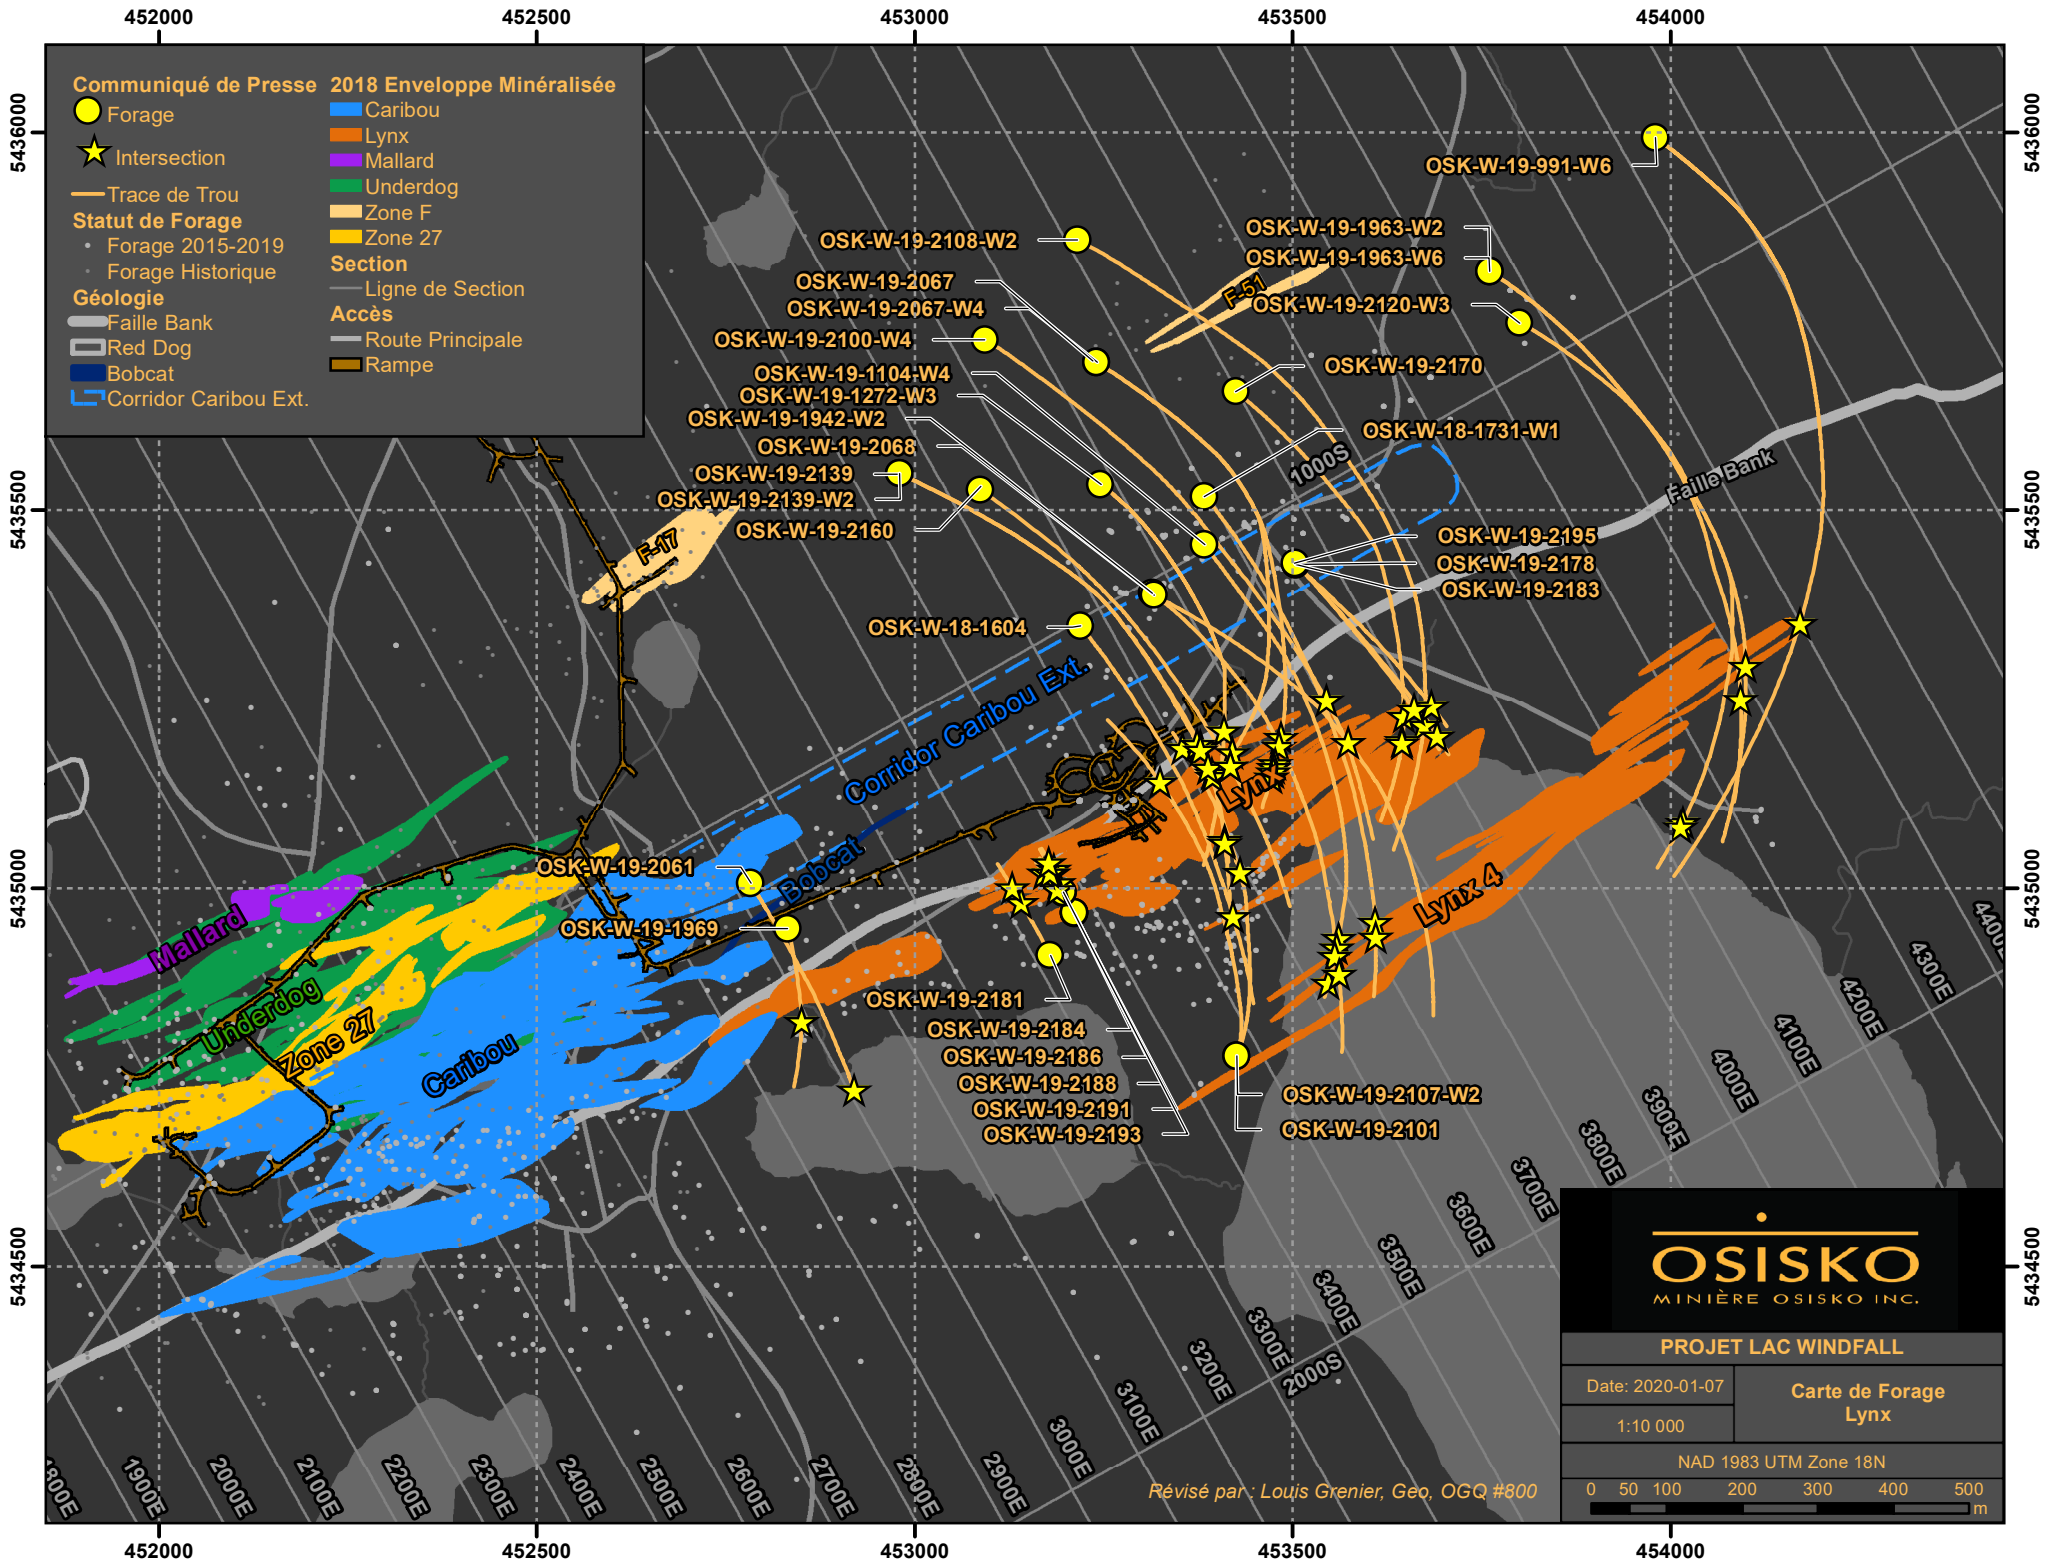 452000 452500 453000 453500 454000
5436000 5436000
5435500 5435500
5435000 5435000
5434500 5434500
Communiqué de Presse
Forage
Intersection
Trace de Trou
Statut de Forage
Forage 2015-2019
Forage Historique
Géologie
Faille Bank
Red Dog
Bobcat
Corridor Caribou Ext.
2018 Enveloppe Minéralisée
Caribou
Lynx
Mallard
Underdog
Zone F
Zone 27
Section
Ligne de Section
Accès
Route Principale
Rampe
OSK-W-19-991-W6
OSK-W-19-1963-W2
OSK-W-19-1963-W6
OSK-W-19-2120-W3
OSK-W-19-2108-W2
OSK-W-19-2067
OSK-W-19-2067-W4
OSK-W-19-2100-W4
OSK-W-19-1104-W4
OSK-W-19-1272-W3
OSK-W-19-1942-W2
OSK-W-19-2068
OSK-W-19-2139
OSK-W-19-2139-W2
OSK-W-19-2160
OSK-W-19-2170
OSK-W-18-1731-W1
OSK-W-19-2195
OSK-W-19-2178
OSK-W-19-2183
OSK-W-18-1604
OSK-W-19-2061
OSK-W-19-1969
OSK-W-19-2181
OSK-W-19-2184
OSK-W-19-2186
OSK-W-19-2188
OSK-W-19-2191
OSK-W-19-2193
OSK-W-19-2107-W2
OSK-W-19-2101
F-51
F-17
1000S
Faille Bank
Corridor Caribou Ext.
Bobcat
Lynx
Lynx 4
Mallard
Underdog
Zone 27
Caribou
1800E
1900E
2000E
2100E
2200E
2300E
2400E
2500E
2600E
2700E
2800E
2900E
3000E
3100E
3200E
3300E
3400E
3500E
3600E
3700E
3800E
3900E
4000E
4100E
4200E
4300E
4400E
2000S
Révisé par : Louis Grenier, Geo, OGQ #800
OSISKO
MINIÈRE OSISKO INC.
PROJET LAC WINDFALL
Date: 2020-01-07
1:10 000
Carte de Forage
Lynx
NAD 1983 UTM Zone 18N
0 50 100 200 300 400 500
m
452000 452500 453000 453500 454000